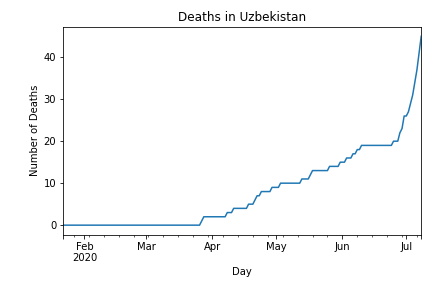 Deaths in Uzbekistan
Number of Deaths
40
30
20
10
0
Feb
2020
Mar
Apr
May
Jun
Jul
Day